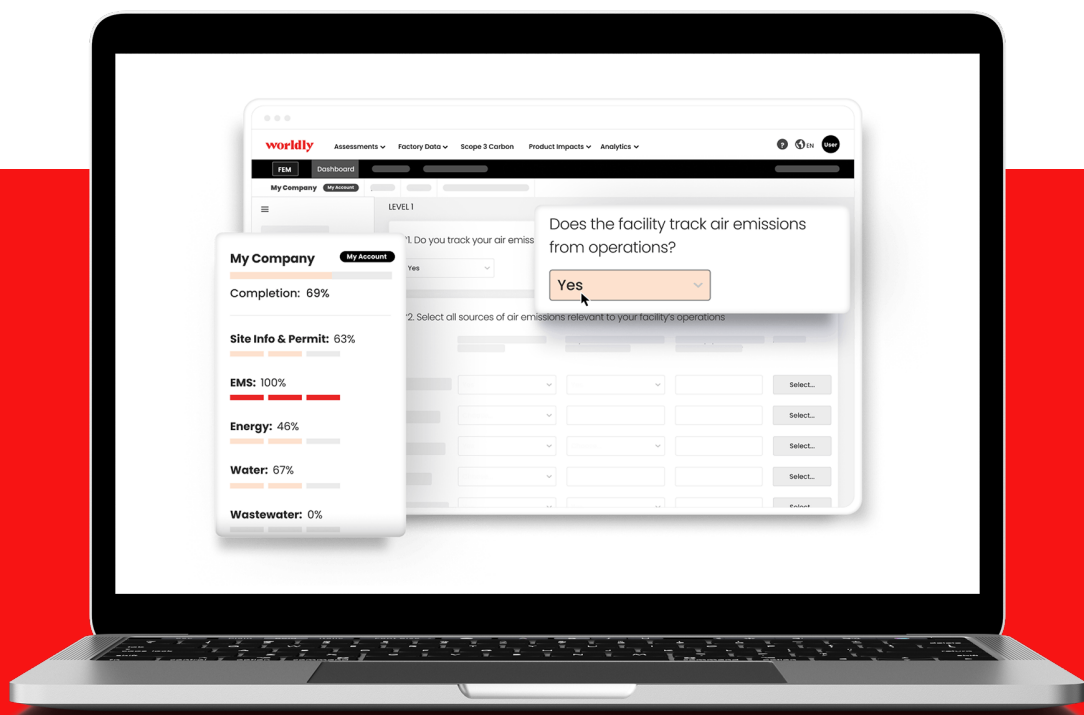 worldly
Assessments Factory Data Scope 3 Carbon Product Impacts Analytics ? EN User
FEM Dashboard
My Company My Account
LEVEL 1
1. Do you track your air emiss
Yes
2. Select all sources of air emissions relevant to your facility's operations
Select...
Select...
Select...
Select...
Select...
Does the facility track air emissions
from operations?
Yes
My Company My Account
Completion: 69%
Site Info & Permit: 63%
EMS: 100%
Energy: 46%
Water: 67%
Wastewater: 0%